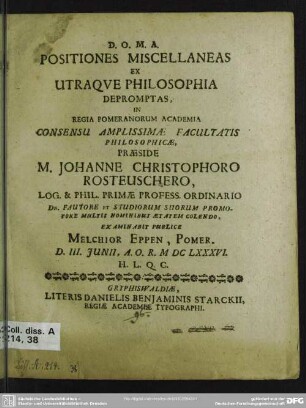 D. O. M. A.
POSITIONES MISCELLANEAS
EX
UTRAQVE PHILOSOPHIA
DEPROMPTAS,
IN
REGIA POMERANORUM ACADEMIA
CONSENSU AMPLISSIMÆ FACULTATIS
PHILOSOPHICÆ,
PRÆSIDE
M. JOHANNE CHRISTOPHORO
ROSTEUSCHERO,
LOG. & PHIL. PRIMÆ PROFESS. ORDINARIO
DN. FAUTORE ET STUDIORUM SUORUM PROMO-
TORE MULTIS NOMINIBUS ÆTATEM COLENDO,
EXAMINABIT PUBLICE
MELCHIOR EPPEN, POMER.
D. III. JUNII, A. O. R. M DC LXXXVI.
H. L. Q. C.
GRYPHISWALDIÆ,
LITERIS DANIELIS BENJAMINIS STARCKII,
REGIÆ ACADEMIÆ TYPOGRAPHI.
Coll. diss. A
214, 38
DFG